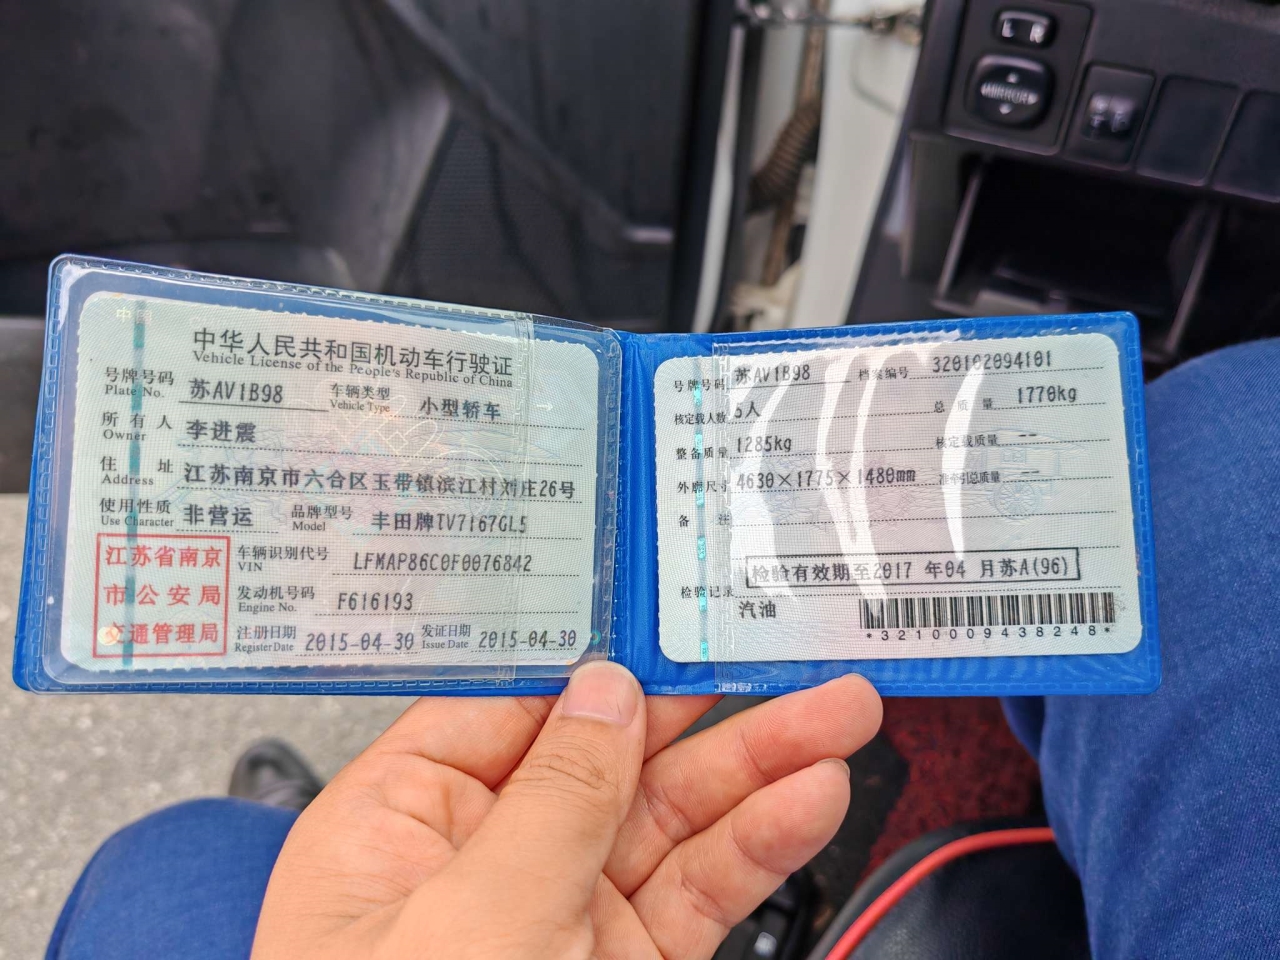 中国
中华人民共和国机动车行驶证
Vehicle License of the People's Republic of China
号牌号码 苏AV1B98 车辆类型 小型轿车
Plate No. Vehicle Type
所有人 李进震
Owner
住址 江苏南京市六合区玉带镇滨江村刘庄26号
Address
使用性质 非营运 品牌型号 丰田牌TV7167GL5
Use Character Model
江苏省南京
市公安局
交通管理局
车辆识别代号 LFMAP86C0F0076842
VIN
发动机号码 F616193
Engine No.
注册日期 2015-04-30 发证日期 2015-04-30
Register Date Issue Date
号牌号码 苏AV1B98 档案编号 320102094101
核定载人数 5人 总质量 1770kg
整备质量 1285kg 核定载质量 --
外廓尺寸 4630×1775×1480mm 准牵引总质量 --
备注
检验有效期至2017年04月苏A(96)
检验记录
汽油
*3210009438248*
L R
MIRROR